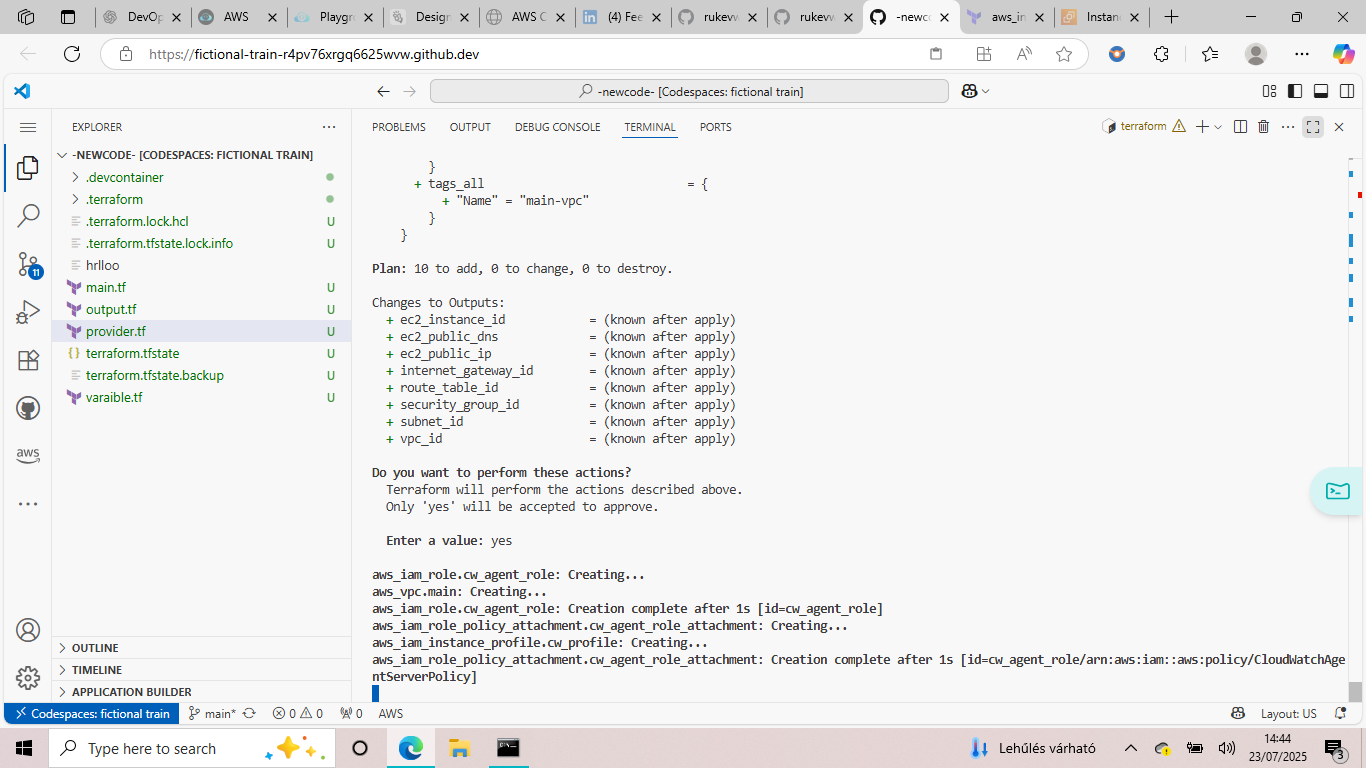 DevOp
AWS
Playgr
Design
AWS C
(4) Fee
rukevw
rukevw
-newco
aws_in
Instan
https://fictional-train-r4pv76xrgq6625wvw.github.dev
-newcode- [Codespaces: fictional train]
EXPLORER
PROBLEMS OUTPUT DEBUG CONSOLE TERMINAL PORTS
terraform
-NEWCODE- [CODESPACES: FICTIONAL TRAIN]
.devcontainer
.terraform
.terraform.lock.hcl U
.terraform.tfstate.lock.info U
hrlloo
main.tf U
output.tf U
provider.tf U
terraform.tfstate U
terraform.tfstate.backup U
varaible.tf U
11
aws
OUTLINE
TIMELINE
APPLICATION BUILDER
}
+ tags_all = {
+ "Name" = "main-vpc"
}
}
Plan: 10 to add, 0 to change, 0 to destroy.
Changes to Outputs:
+ ec2_instance_id = (known after apply)
+ ec2_public_dns = (known after apply)
+ ec2_public_ip = (known after apply)
+ internet_gateway_id = (known after apply)
+ route_table_id = (known after apply)
+ security_group_id = (known after apply)
+ subnet_id = (known after apply)
+ vpc_id = (known after apply)
Do you want to perform these actions?
Terraform will perform the actions described above.
Only 'yes' will be accepted to approve.
Enter a value: yes
aws_iam_role.cw_agent_role: Creating...
aws_vpc.main: Creating...
aws_iam_role.cw_agent_role: Creation complete after 1s [id=cw_agent_role]
aws_iam_role_policy_attachment.cw_agent_role_attachment: Creating...
aws_iam_instance_profile.cw_profile: Creating...
aws_iam_role_policy_attachment.cw_agent_role_attachment: Creation complete after 1s [id=cw_agent_role/arn:aws:iam::aws:policy/CloudWatchAge
ntServerPolicy]
Codespaces: fictional train main* 0 0 0 AWS Layout: US
Type here to search
Lehűlés várható
14:44
23/07/2025
3